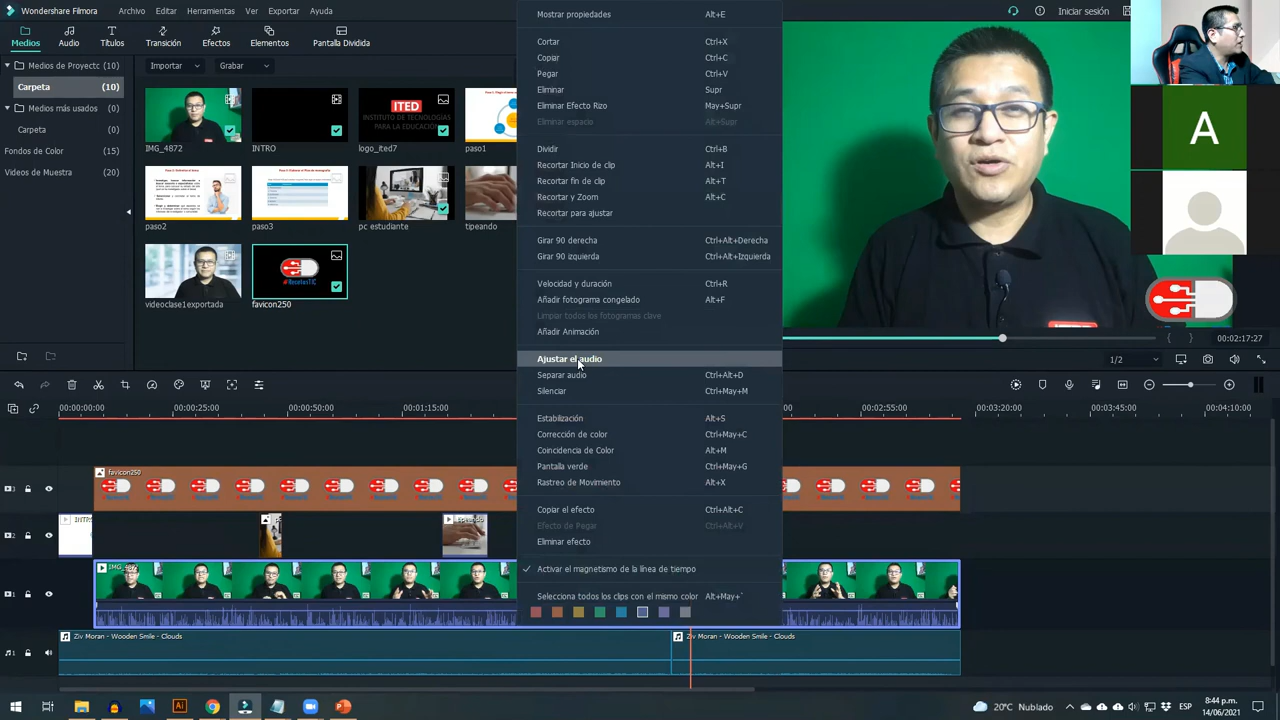 Wondershare Filmora
Archivo
Editar
Herramientas
Ver
Exportar
Ayuda
Iniciar sesión
Medios
Audio
Títulos
Transición
Efectos
Elementos
Pantalla Dividida
Medios de Proyecto (10)
Carpeta (10)
Medios más usados (0)
Carpeta (0)
Fondos de Color (15)
(20)
Importar
Grabar
IMG_4872
INTRO
ITED
INSTITUTO DE TECNOLOGÍAS
PARA LA EDUCACIÓN
logo_ited7
paso1
paso2
paso3
pc estudiante
tipeando
videoclase1exportada
#RecetasTIC
favicon250
Mostrar propiedades Alt+E
Cortar Ctrl+X
Copiar Ctrl+C
Pegar Ctrl+V
Eliminar Supr
Eliminar Efecto Rizo May+Supr
Eliminar espacio Alt+Supr
Dividir Ctrl+B
Recortar Inicio de clip Alt+I
Recortar fin de clip Alt+T
Recortar y Zoom Alt+C
Recortar para ajustar
Girar 90 derecha Ctrl+Alt+Derecha
Girar 90 izquierda Ctrl+Alt+Izquierda
Velocidad y duración Ctrl+R
Añadir fotograma congelado Alt+F
Limpiar todos los fotogramas clave
Añadir Animación
Ajustar el audio
Separar audio Ctrl+Alt+D
Silenciar Ctrl+May+M
Estabilización Alt+S
Corrección de color Ctrl+May+C
Coincidencia de Color Alt+M
Pantalla verde Ctrl+May+G
Rastreo de Movimiento Alt+X
Copiar el efecto Ctrl+Alt+C
Efecto de Pegar Ctrl+Alt+V
Eliminar efecto
Activar el magnetismo de la línea de tiempo
Selecciona todos los clips con el mismo color Alt+May+`
A
00:02:17:27
1/2
00:00:00:00
00:00:25:00
00:00:50:00
00:01:15:00
00:02:55:00
00:03:20:00
00:03:45:00
00:04:10:00
favicon250
INTRO
tipeando
IMG_4872
Ziv Moran - Wooden Smile - Clouds
Ziv Moran - Wooden Smile - Clouds
20°C Nublado
ESP
8:44 p.m.
14/06/2021